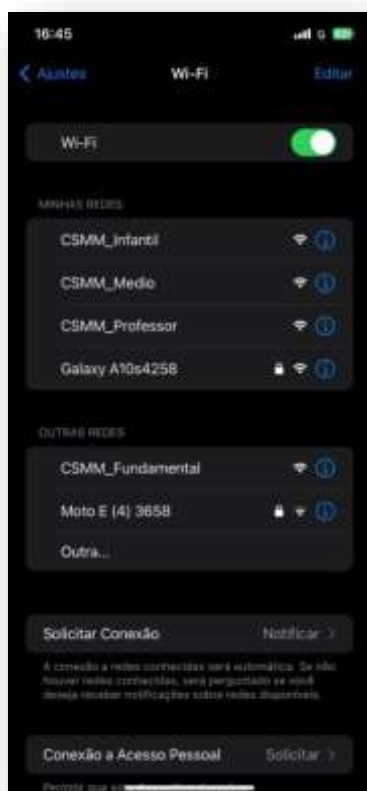 16:45
G
Ajustes
Wi-Fi
Editar
Wi-Fi
MINHAS REDES
CSMM_Infantil
CSMM_Medio
CSMM_Professor
Galaxy A10s4258
OUTRAS REDES
CSMM_Fundamental
Moto E (4) 3658
Outra...
Solicitar Conexão Notificar
A conexão a redes conhecidas será automática. Se não
houver redes conhecidas, será perguntado se você
deseja receber notificações sobre redes disponíveis.
Conexão a Acesso Pessoal Solicitar
Permitir que